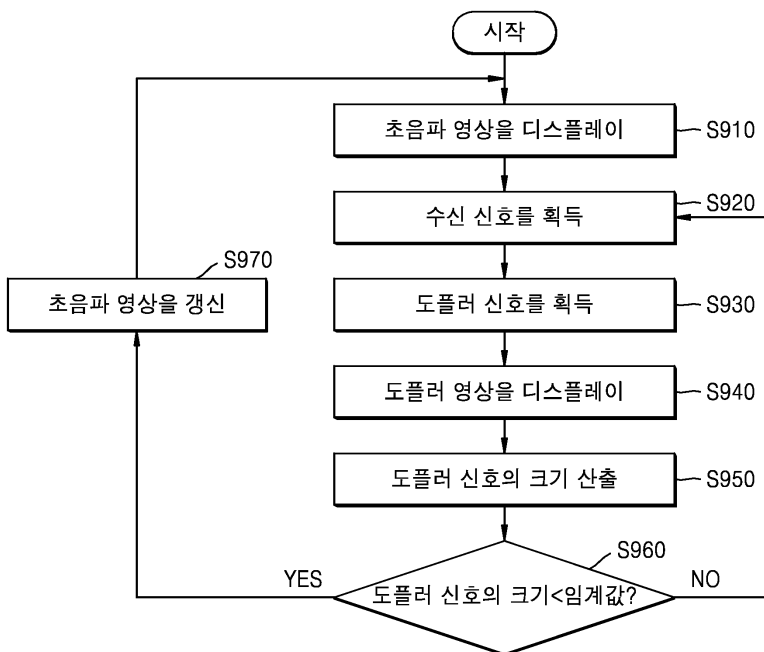 시작
초음파 영상을 디스플레이
S910
수신 신호를 획득
S920
도플러 신호를 획득
S930
도플러 영상을 디스플레이
S940
도플러 신호의 크기 산출
S950
도플러 신호의 크기<임계값?
S960
YES
NO
초음파 영상을 갱신
S970